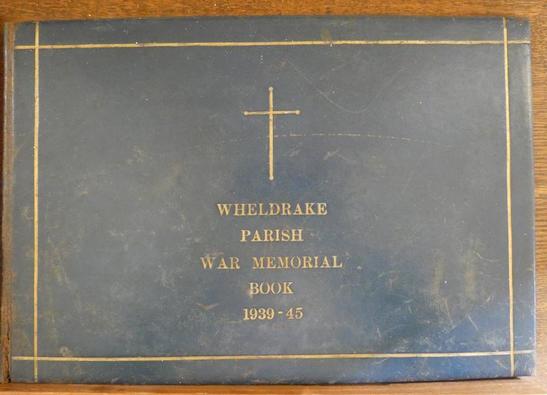 WHELDRAKE
PARISH
WAR MEMORIAL
BOOK
1939-45